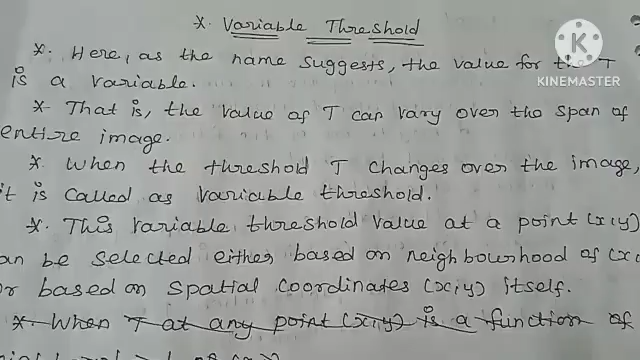 * Variable Threshold
* Here, as the name suggests, the value for the T
is a variable.
* That is, the value of T can vary over the span of
entire image.
* When the threshold T changes over the image,
it is called as variable threshold.
* This variable threshold value at a point (x,y)
an be selected either based on neighbourhood of (x,
or based on spatial coordinates (x,y) itself.
* When T at any point (x,y) is a function of
KINEMASTER